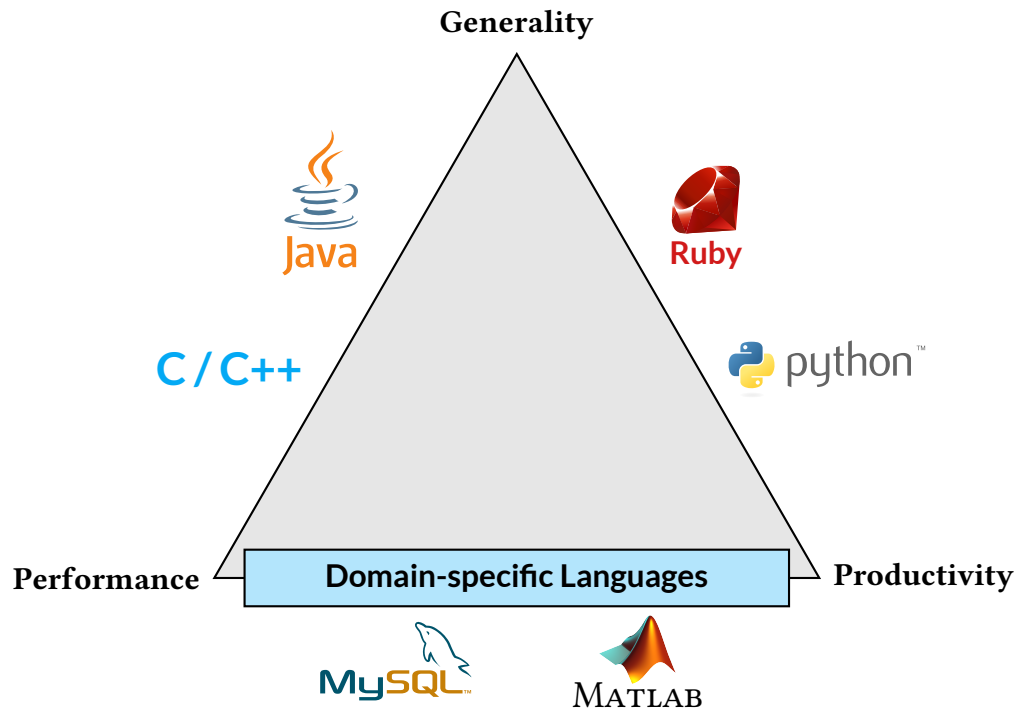 Generality
Java
Ruby
C / C++
python™
Performance
Domain-specific Languages
Productivity
MySQL™
MATLAB